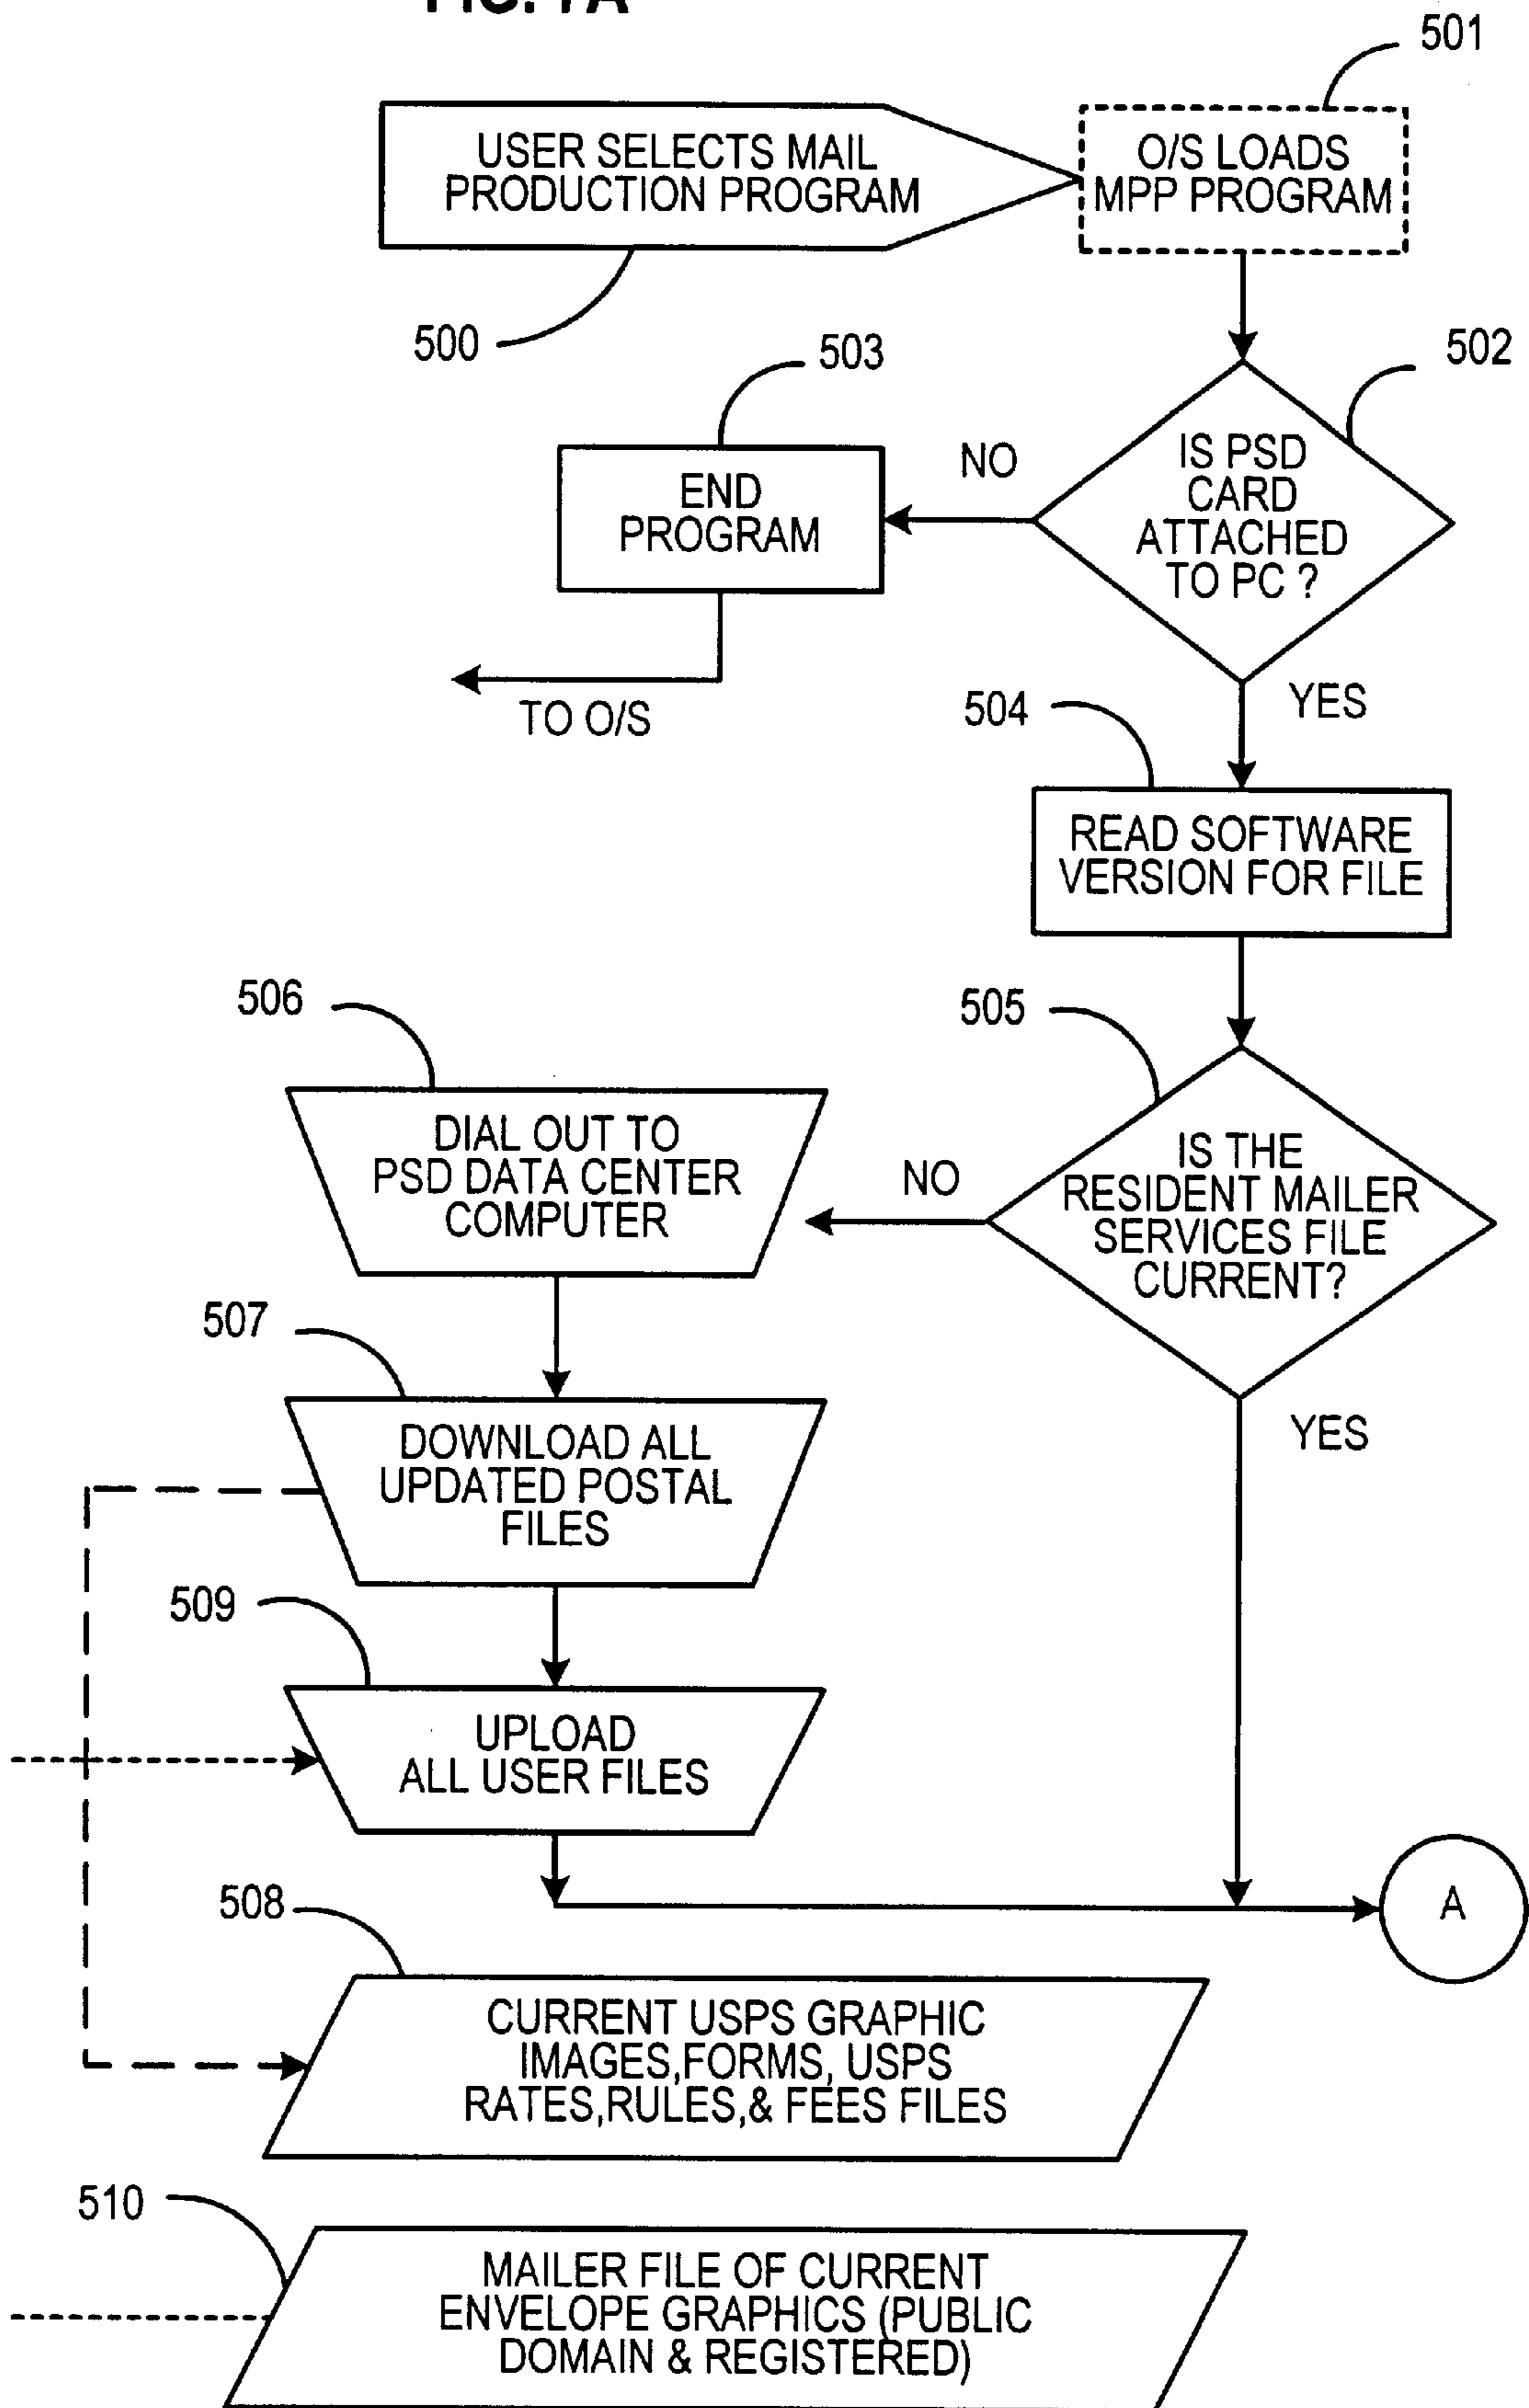 FIG. 7A
501
USER SELECTS MAIL
PRODUCTION PROGRAM
O/S LOADS
MPP PROGRAM
500
503
502
IS PSD
CARD
ATTACHED
TO PC ?
NO
END
PROGRAM
TO O/S
YES
504
READ SOFTWARE
VERSION FOR FILE
506
505
DIAL OUT TO
PSD DATA CENTER
COMPUTER
NO
IS THE
RESIDENT MAILER
SERVICES FILE
CURRENT?
507
YES
DOWNLOAD ALL
UPDATED POSTAL
FILES
509
UPLOAD
ALL USER FILES
508
A
CURRENT USPS GRAPHIC
IMAGES,FORMS, USPS
RATES,RULES,& FEES FILES
510
MAILER FILE OF CURRENT
ENVELOPE GRAPHICS (PUBLIC
DOMAIN & REGISTERED)